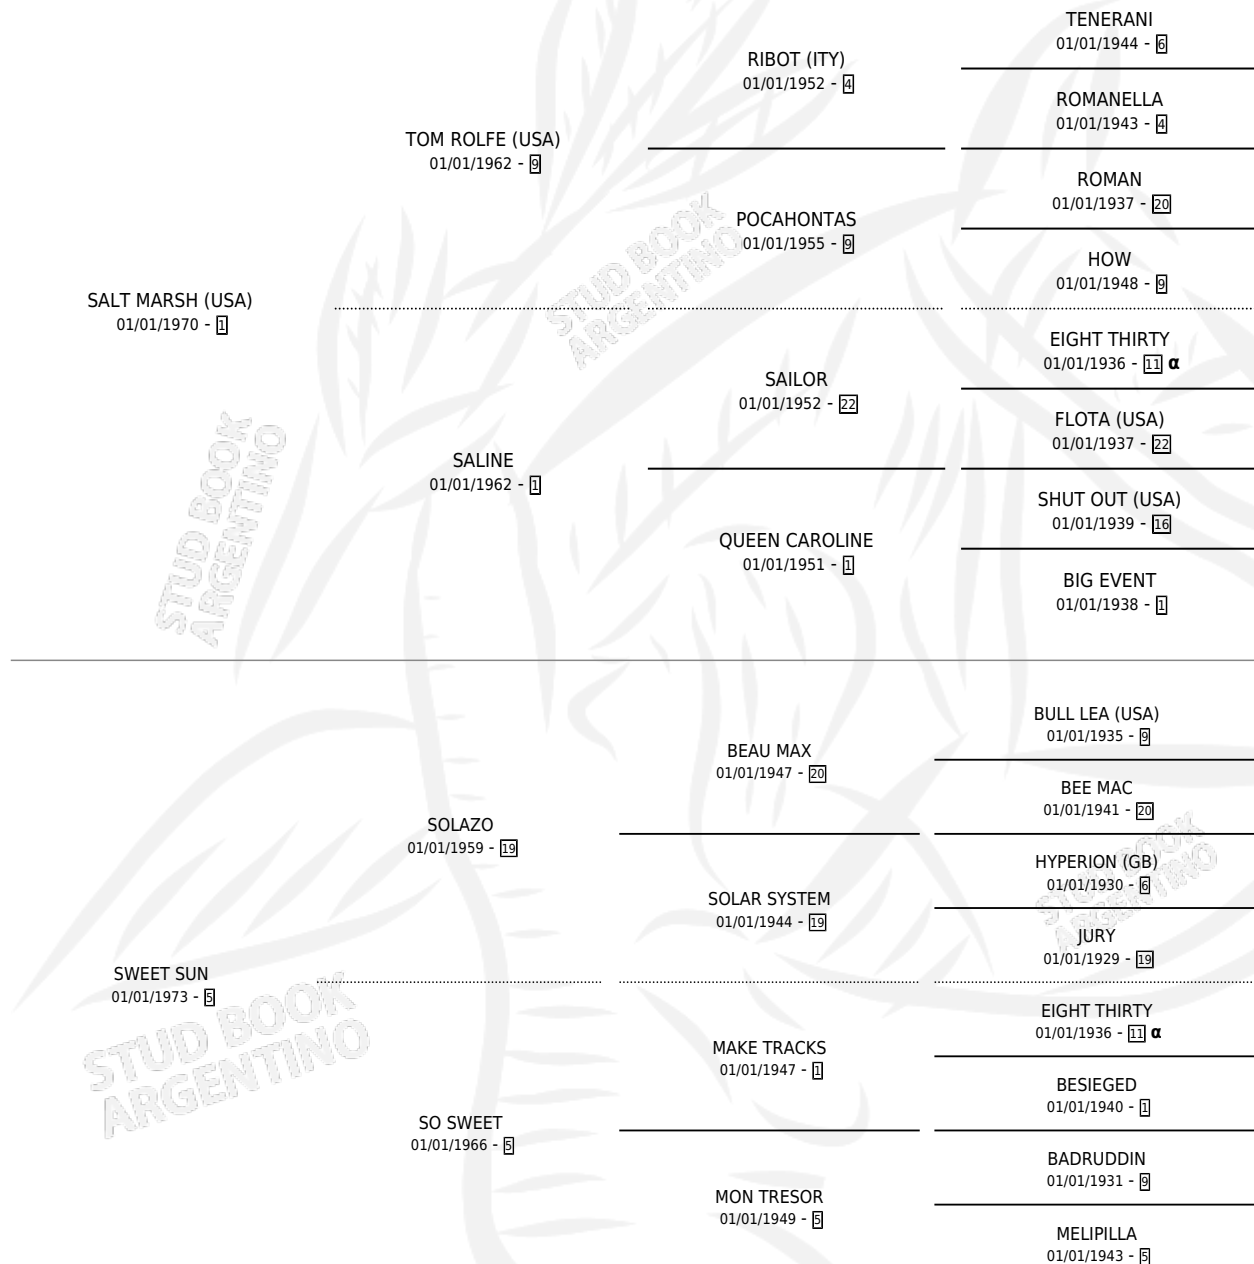 TENERANI
01/01/1944 - 6
RIBOT (ITY)
01/01/1952 - 4
ROMANELLA
01/01/1943 - 4
TOM ROLFE (USA)
01/01/1962 - 9
ROMAN
01/01/1937 - 20
POCAHONTAS
01/01/1955 - 9
HOW
01/01/1948 - 9
SALT MARSH (USA)
01/01/1970 - 1
EIGHT THIRTY
01/01/1936 - 11 α
SAILOR
01/01/1952 - 22
FLOTA (USA)
01/01/1937 - 22
SALINE
01/01/1962 - 1
SHUT OUT (USA)
01/01/1939 - 16
QUEEN CAROLINE
01/01/1951 - 1
BIG EVENT
01/01/1938 - 1
BULL LEA (USA)
01/01/1935 - 9
BEAU MAX
01/01/1947 - 20
BEE MAC
01/01/1941 - 20
SOLAZO
01/01/1959 - 19
HYPERION (GB)
01/01/1930 - 6
SOLAR SYSTEM
01/01/1944 - 19
JURY
01/01/1929 - 19
SWEET SUN
01/01/1973 - 5
EIGHT THIRTY
01/01/1936 - 11 α
MAKE TRACKS
01/01/1947 - 1
BESIEGED
01/01/1940 - 1
SO SWEET
01/01/1966 - 5
BADRUDDIN
01/01/1931 - 9
MON TRESOR
01/01/1949 - 5
MELIPILLA
01/01/1943 - 5
STUD BOOK
ARGENTINO
STUD BOOK
ARGENTINO
STUD BOOK
ARGENTINO
STUD BOOK
ARGENTINO